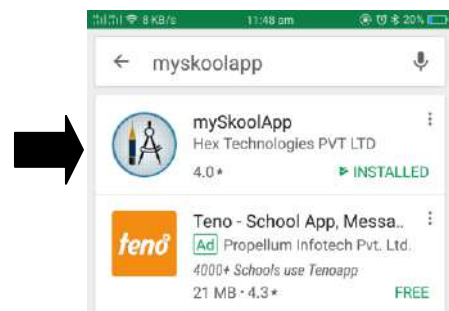 8 KB/s 11:48 am 20%
myskoolapp
mySkoolApp
Hex Technologies PVT LTD
4.0★ INSTALLED
teno
Teno - School App, Messa..
Ad Propellum Infotech Pvt. Ltd.
4000+ Schools use Tenoapp
21 MB · 4.3★ FREE